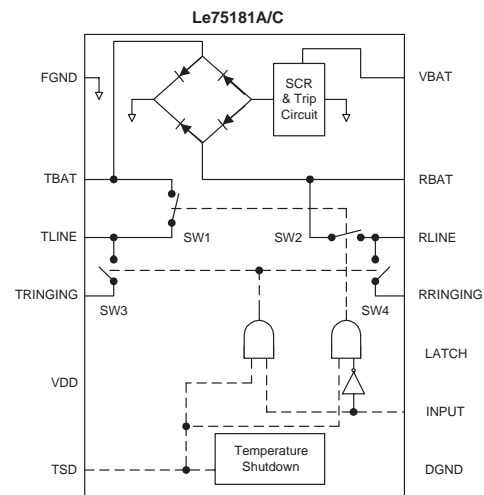 Le75181A/C
FGND
SCR
& Trip
Circuit
VBAT
TBAT
RBAT
TLINE
SW1
SW2
RLINE
TRINGING
SW3
SW4
RRINGING
LATCH
VDD
INPUT
Temperature
Shutdown
TSD
DGND